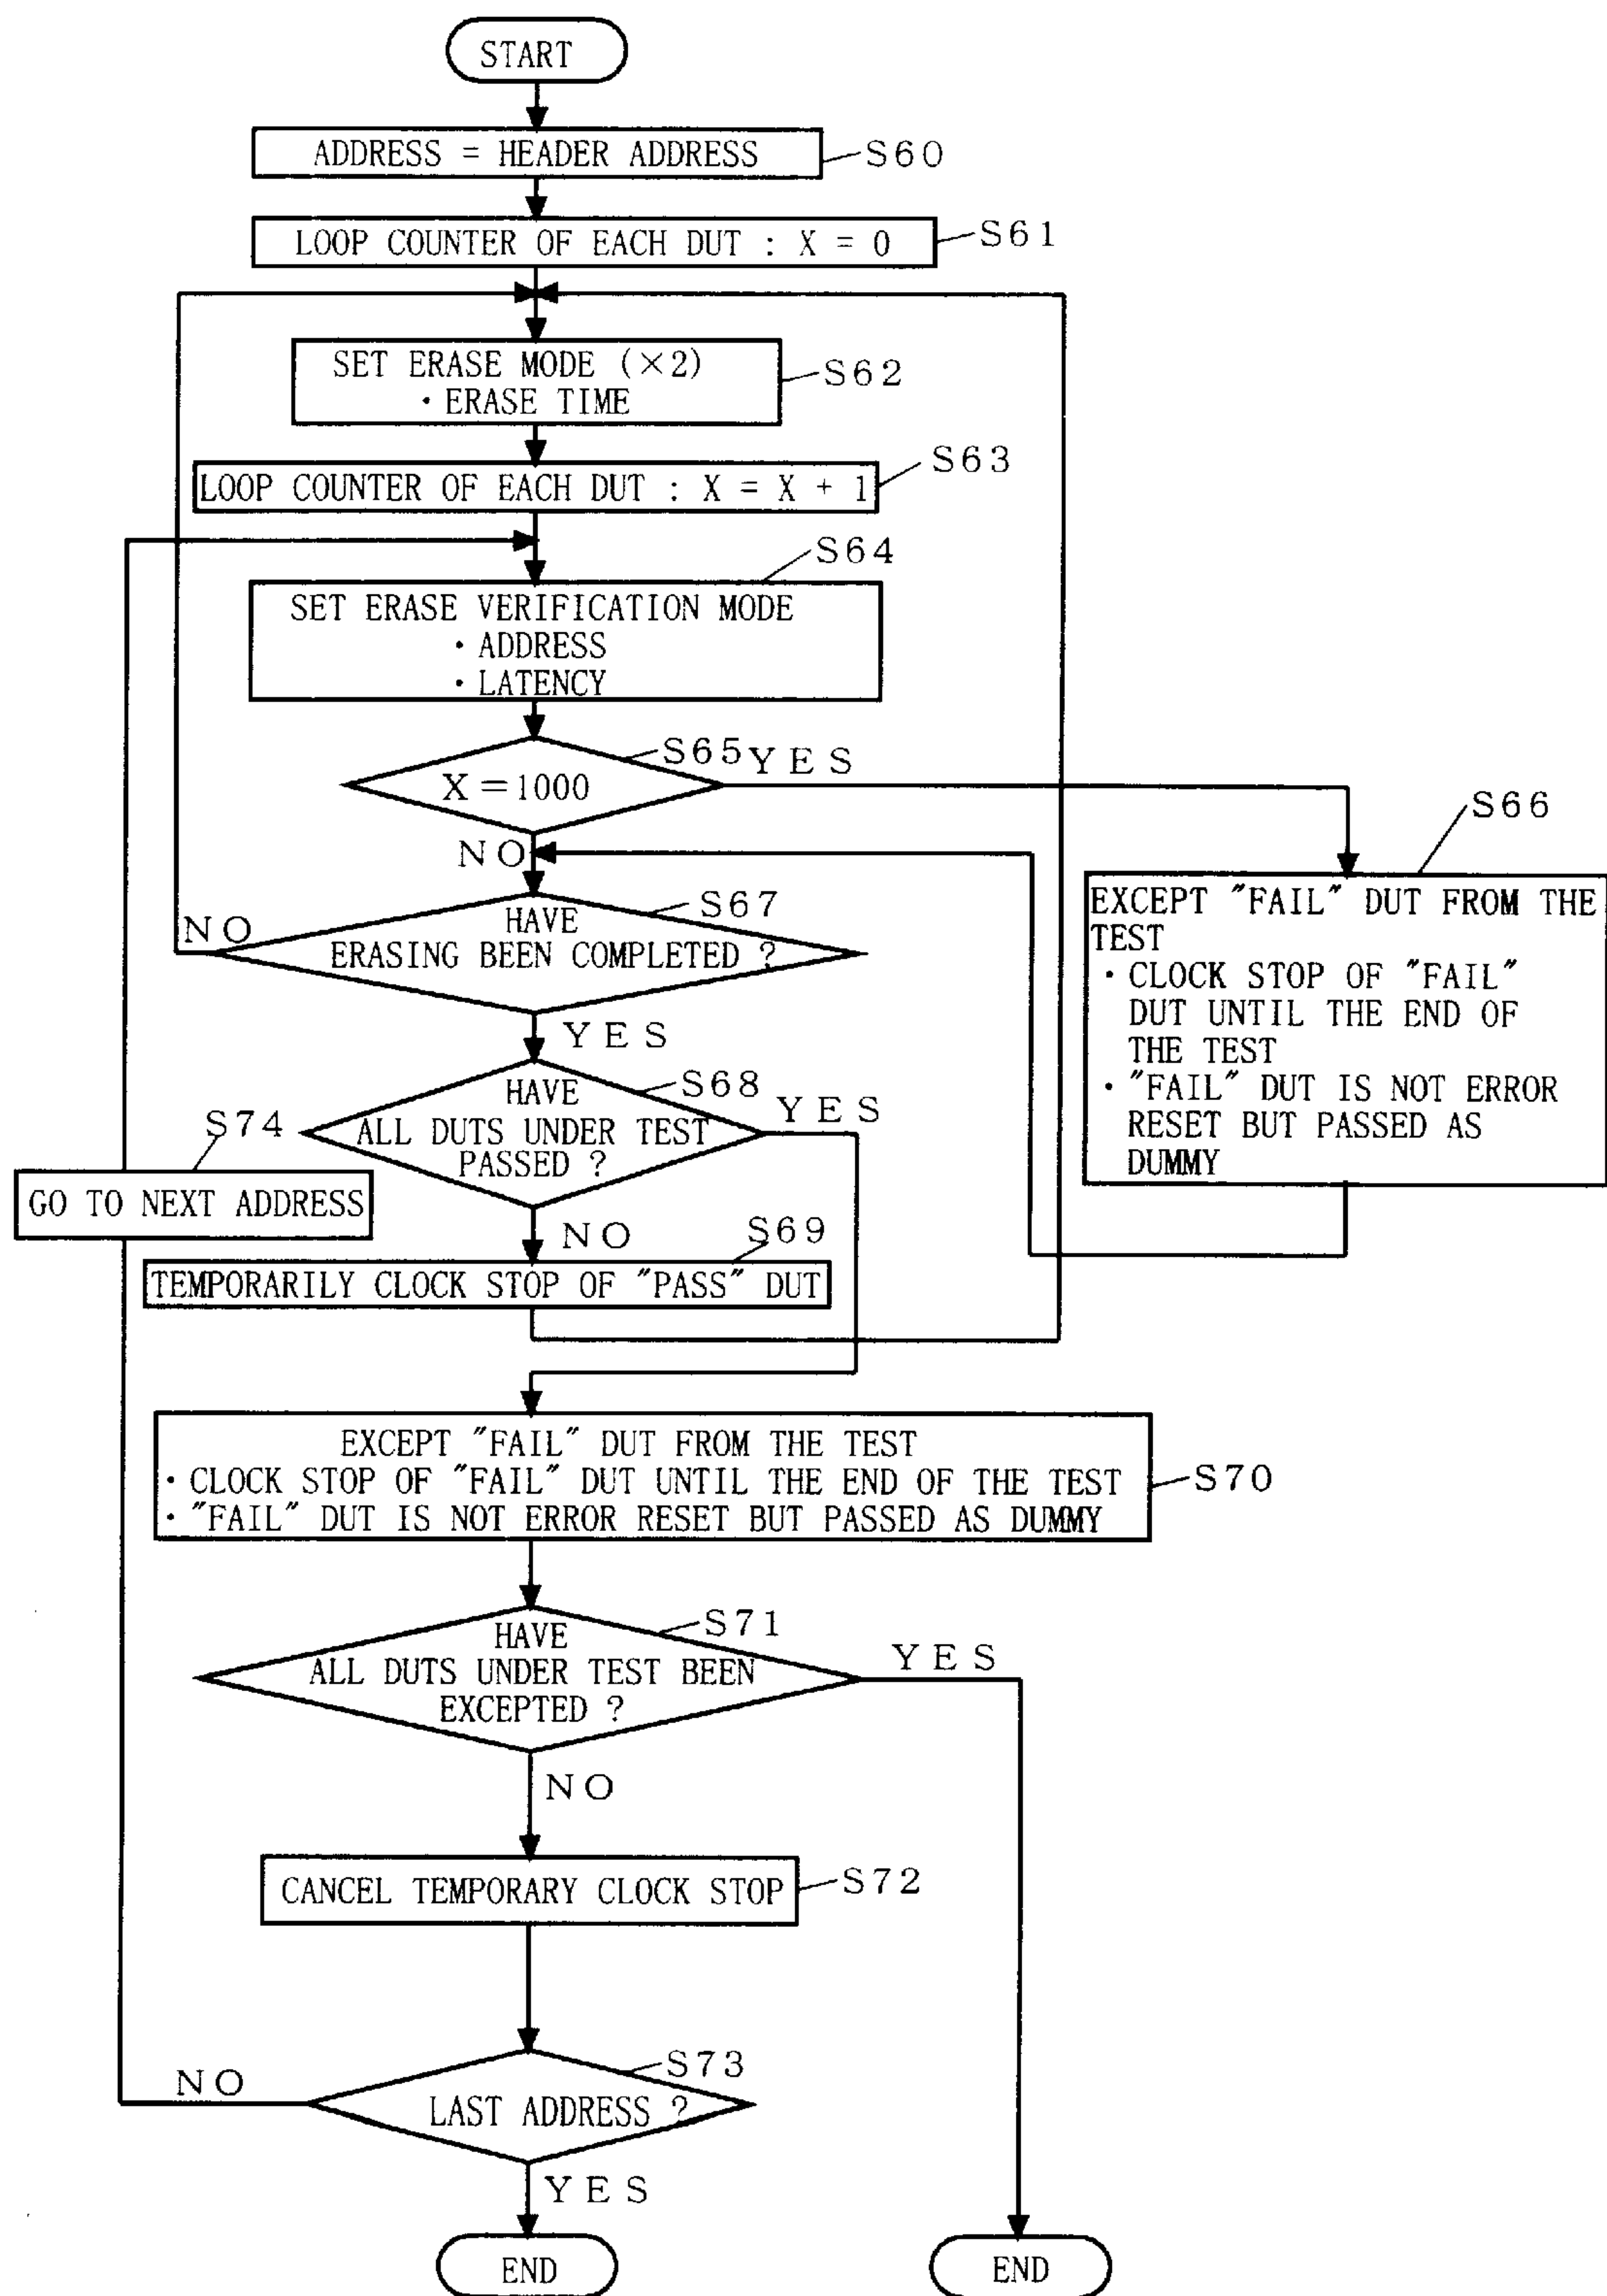 START
ADDRESS = HEADER ADDRESS
S60
LOOP COUNTER OF EACH DUT : X = 0
S61
SET ERASE MODE (×2)
・ERASE TIME
S62
LOOP COUNTER OF EACH DUT : X = X + 1
S63
S64
SET ERASE VERIFICATION MODE
・ADDRESS
・LATENCY
S65
YES
X=1000
NO
S66
EXCEPT "FAIL" DUT FROM THE
TEST
・CLOCK STOP OF "FAIL"
DUT UNTIL THE END OF
THE TEST
・"FAIL" DUT IS NOT ERROR
RESET BUT PASSED AS
DUMMY
S67
NO
HAVE
ERASING BEEN COMPLETED ?
YES
S68
HAVE
ALL DUTS UNDER TEST
PASSED ?
YES
S74
GO TO NEXT ADDRESS
NO
S69
TEMPORARILY CLOCK STOP OF "PASS" DUT
EXCEPT "FAIL" DUT FROM THE TEST
・CLOCK STOP OF "FAIL" DUT UNTIL THE END OF THE TEST
・"FAIL" DUT IS NOT ERROR RESET BUT PASSED AS DUMMY
S70
S71
HAVE
ALL DUTS UNDER TEST BEEN
EXCEPTED ?
YES
NO
CANCEL TEMPORARY CLOCK STOP
S72
S73
NO
LAST ADDRESS ?
YES
END
END